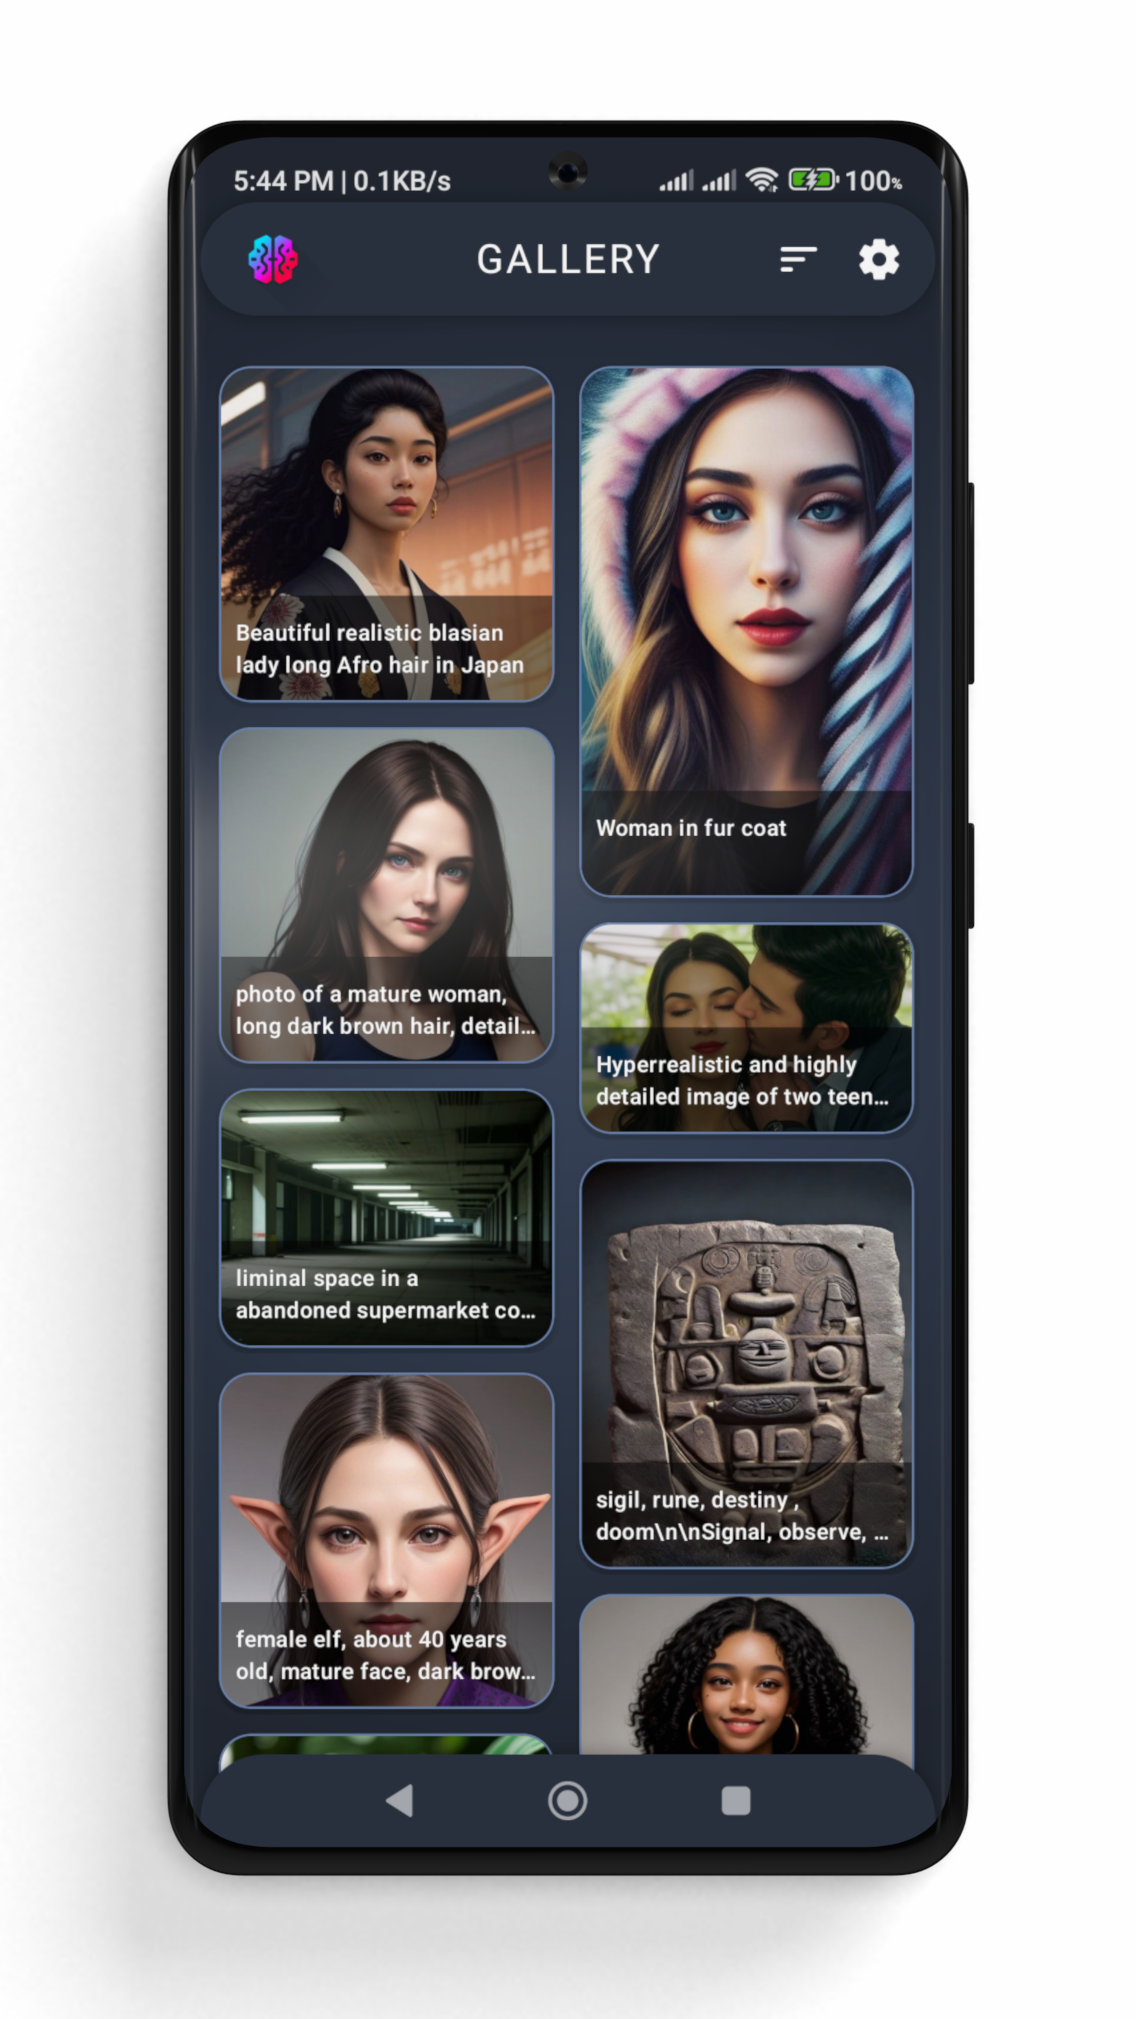 5:44 PM | 0.1KB/s
100%
GALLERY
Beautiful realistic blasian
lady long Afro hair in Japan
Woman in fur coat
photo of a mature woman,
long dark brown hair, detail...
Hyperrealistic and highly
detailed image of two teen...
liminal space in a
abandoned supermarket co...
sigil, rune, destiny ,
doom\n\nSignal, observe, ...
female elf, about 40 years
old, mature face, dark brow...